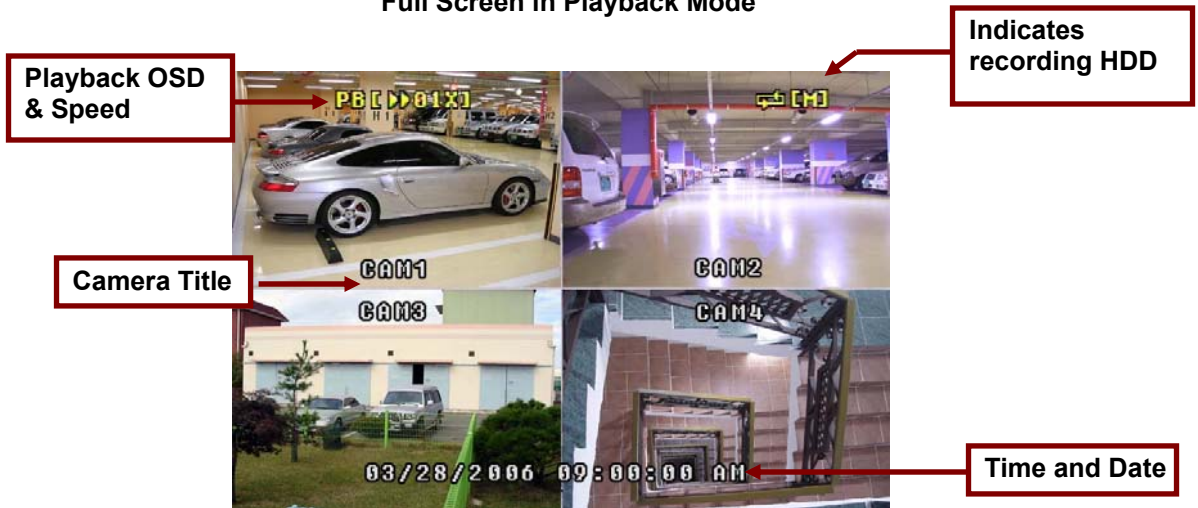 Full Screen in Playback Mode
Indicates
recording HDD
Playback OSD
& Speed
PB[ ▶▶01X]
[M]
CAM1
CAM2
Camera Title
CAM3
CAM4
03/28/2006 09:00:00 AM
Time and Date